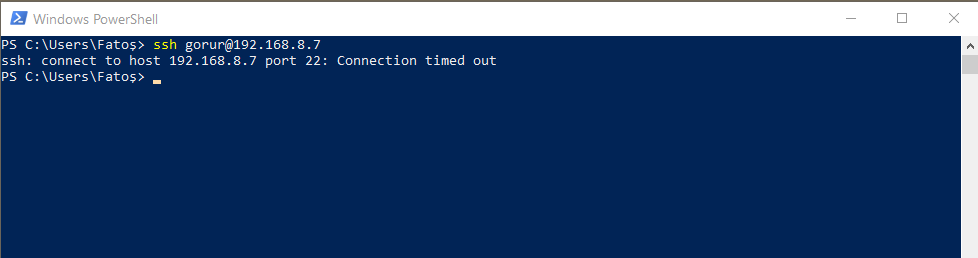 Windows PowerShell
PS C:\Users\Fatoş> ssh gorur@192.168.8.7
ssh: connect to host 192.168.8.7 port 22: Connection timed out
PS C:\Users\Fatoş>